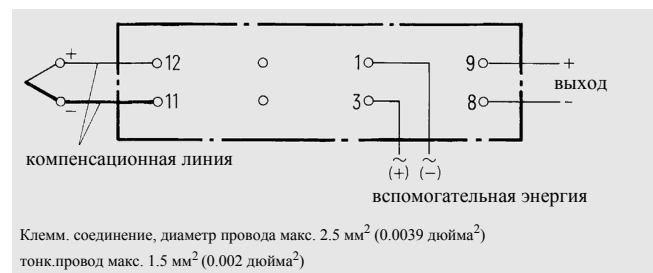 + 12 1 9 +
выход
− 11 3 8 −
компенсационная линия
~ ~
(+) (−)
вспомогательная энергия
Клемм. соединение, диаметр провода макс. 2.5 мм² (0.0039 дюйма²)
тонк.провод макс. 1.5 мм² (0.002 дюйма²)